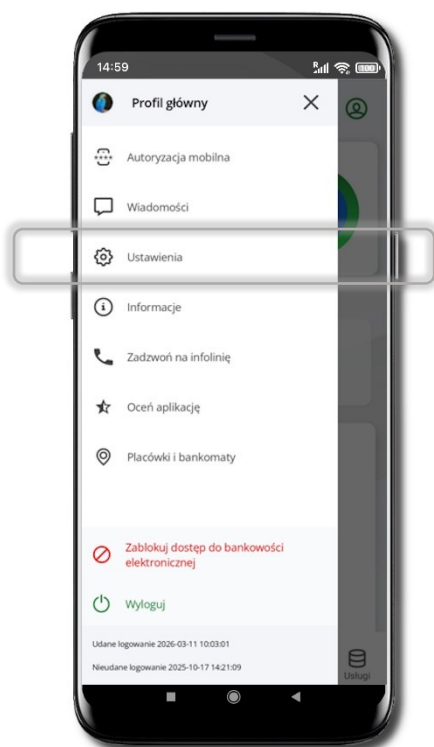 14:59
R
100
Profil główny
Autoryzacja mobilna
Wiadomości
Ustawienia
Informacje
Zadzwoń na infolinię
Oceń aplikację
Placówki i bankomaty
Zablokuj dostęp do bankowości
elektronicznej
Wyloguj
Udane logowanie 2026-03-11 10:03:01
Nieudane logowanie 2025-10-17 14:21:09
Usługi